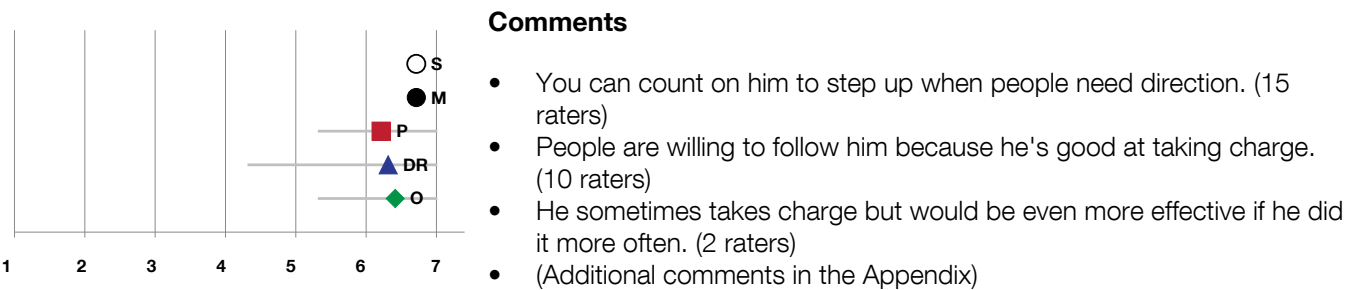 Comments
S
M
P
DR
O
1 2 3 4 5 6 7
• You can count on him to step up when people need direction. (15
raters)
• People are willing to follow him because he's good at taking charge.
(10 raters)
• He sometimes takes charge but would be even more effective if he did
it more often. (2 raters)
• (Additional comments in the Appendix)